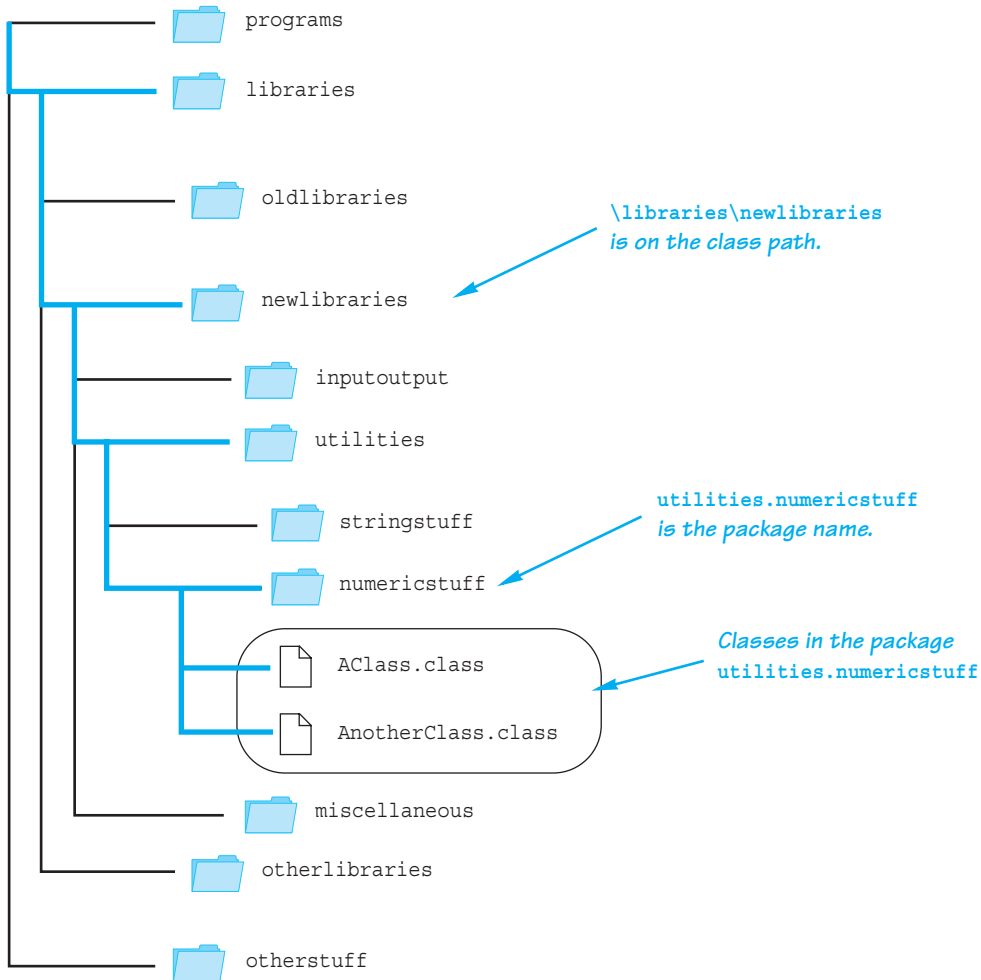 programs
libraries
oldlibraries
\libraries\newlibraries
is on the class path.
newlibraries
inputoutput
utilities
utilities.numericstuff
is the package name.
stringstuff
numericstuff
Classes in the package
utilities.numericstuff
AClass.class
AnotherClass.class
miscellaneous
otherlibraries
otherstuff